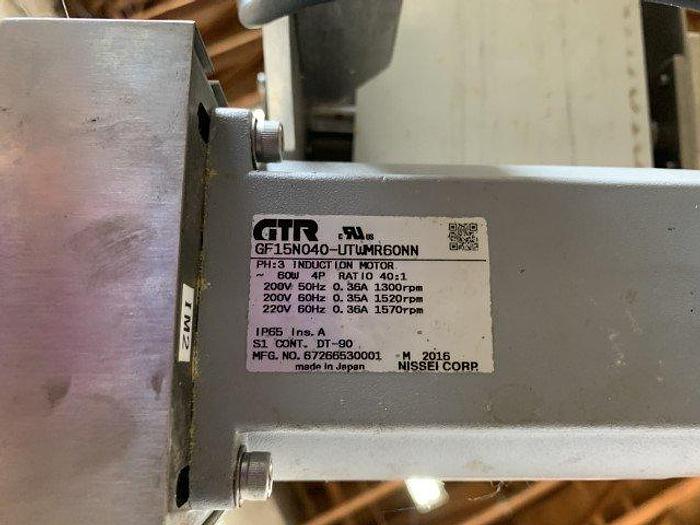 GTR c RU us
GF15N040-UTWMR60NN
PH:3 INDUCTION MOTOR
~ 60W 4P RATIO 40:1
200V 50Hz 0.36A 1300rpm
200V 60Hz 0.35A 1520rpm
220V 60Hz 0.36A 1570rpm
IP65 Ins.A
S1 CONT. DT-90
MFG.NO.67266530001 M 2016
made in Japan NISSEI CORP.
IM2